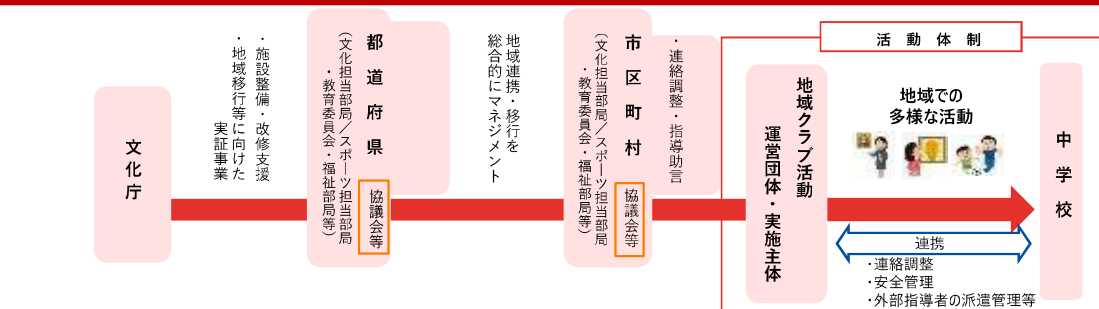 文化庁
・施設整備・改修支援
・地域移行等に向けた
実証事業
都道府県
（文化担当部局／スポーツ担当部局
・教育委員会・福祉部局等）
協議会等
地域連携・移行を
総合的にマネジメント
市区町村
（文化担当部局／スポーツ担当部局
・教育委員会・福祉部局等）
協議会等
・連絡調整・指導助言
活動体制
地域クラブ活動
運営団体・実施主体
地域での
多様な活動
連携
・連絡調整
・安全管理
・外部指導者の派遣管理等
中学校